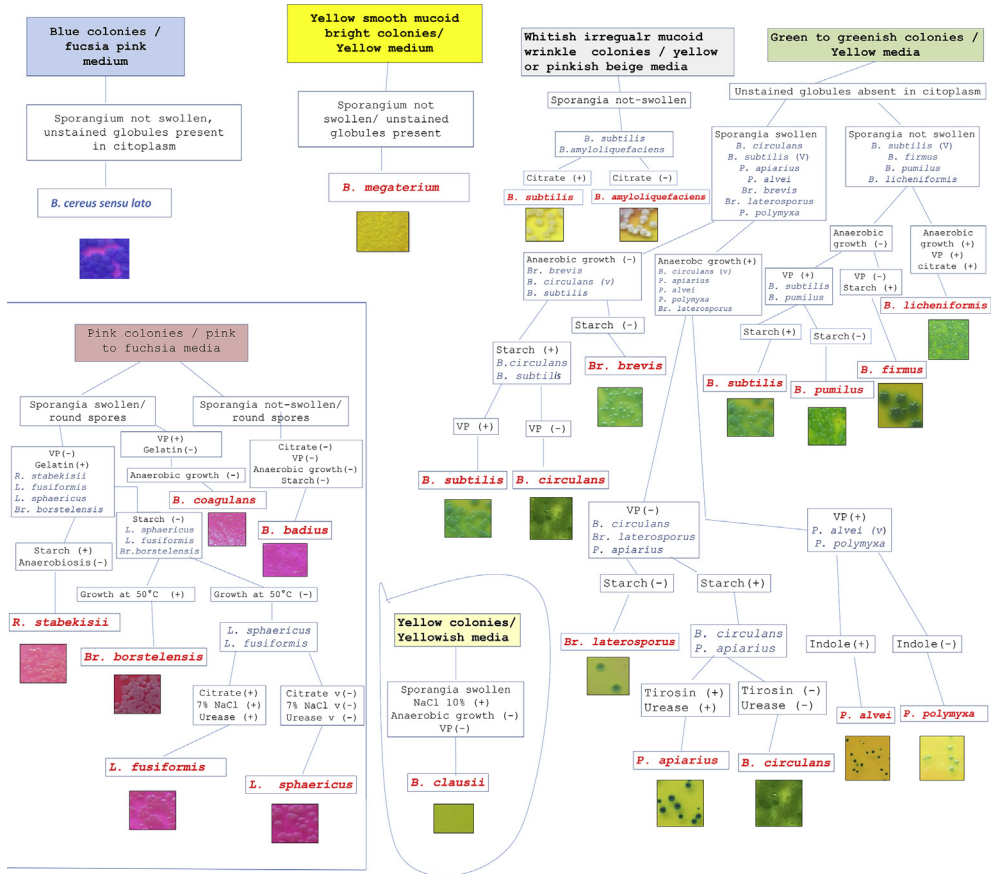 Blue colonies /
fucsia pink
medium
Sporangium not swollen,
unstained globules present
in citoplasm
B. cereus sensu lato
Yellow smooth mucoid
bright colonies/
Yellow medium
Sporangium not
swollen/ unstained
globules present
B. megaterium
Whitish irregualr mucoid
wrinkle colonies / yellow
or pinkish beige media
Sporangia not-swollen
B. subtilis
B.amyloliquefaciens
Citrate (+)
Citrate (-)
B. subtilis
B. amyloliquefaciens
Green to greenish colonies /
Yellow media
Unstained globules absent in citoplasm
Sporangia swollen
B. circulans
B. subtilis (V)
P. apiarius
P. alvei
Br. brevis
Br. laterosporus
P. polymyxa
Sporangia not swollen
B. subtilis (V)
B. firmus
B. pumilus
B. licheniformis
Anaerobic growth (-)
Br. brevis
B. circulans (v)
B. subtilis
Starch (-)
Br. brevis
Starch (+)
B.circulans
B. subtilis
VP (+)
VP (-)
B. subtilis
B. circulans
Anaerobc growth(+)
B. circulans (v)
P. apiarius
P. alvei
P. polymyxa
Br. laterosporus
VP(-)
B. circulans
Br. laterosporus
P. apiarius
Starch(-)
Starch(+)
Br. laterosporus
B. circulans
P. apiarius
Tirosin (+)
Urease (+)
Tirosin (-)
Urease (-)
P. apiarius
B. circulans
VP(+)
P. alvei (v)
P. polymyxa
Indole(+)
Indole(-)
P. alvei
P. polymyxa
Anaerobic
growth (-)
VP (+)
B. subtilis
B. pumilus
VP (-)
Starch (+)
Starch(+)
Starch(-)
B. subtilis
B. pumilus
B. firmus
Anaerobic
growth (+)
VP (+)
citrate (+)
B. licheniformis
Pink colonies / pink
to fuchsia media
Sporangia swollen/
round spores
Sporangia not-swollen/
round spores
VP(-)
Gelatin(+)
R. stabekisii
L. fusiformis
L. sphaericus
Br. borstelensis
VP(+)
Gelatin(-)
Anaerobic growth (-)
B. coagulans
Citrate(-)
VP(-)
Anaerobic growth(-)
Starch(-)
B. badius
Starch (-)
L. sphaericus
L. fusiformis
Br.borstelensis
Starch (+)
Anaerobiosis(-)
R. stabekisii
Growth at 50°C (+)
Growth at 50°C (-)
Br. borstelensis
L. sphaericus
L. fusiformis
Citrate(+)
7% NaCl (+)
Urease (+)
Citrate v(-)
7% NaCl v(-)
Urease v (-)
L. fusiformis
L. sphaericus
Yellow colonies/
Yellowish media
Sporangia swollen
NaCl 10% (+)
Anaerobic growth (-)
VP(-)
B. clausii